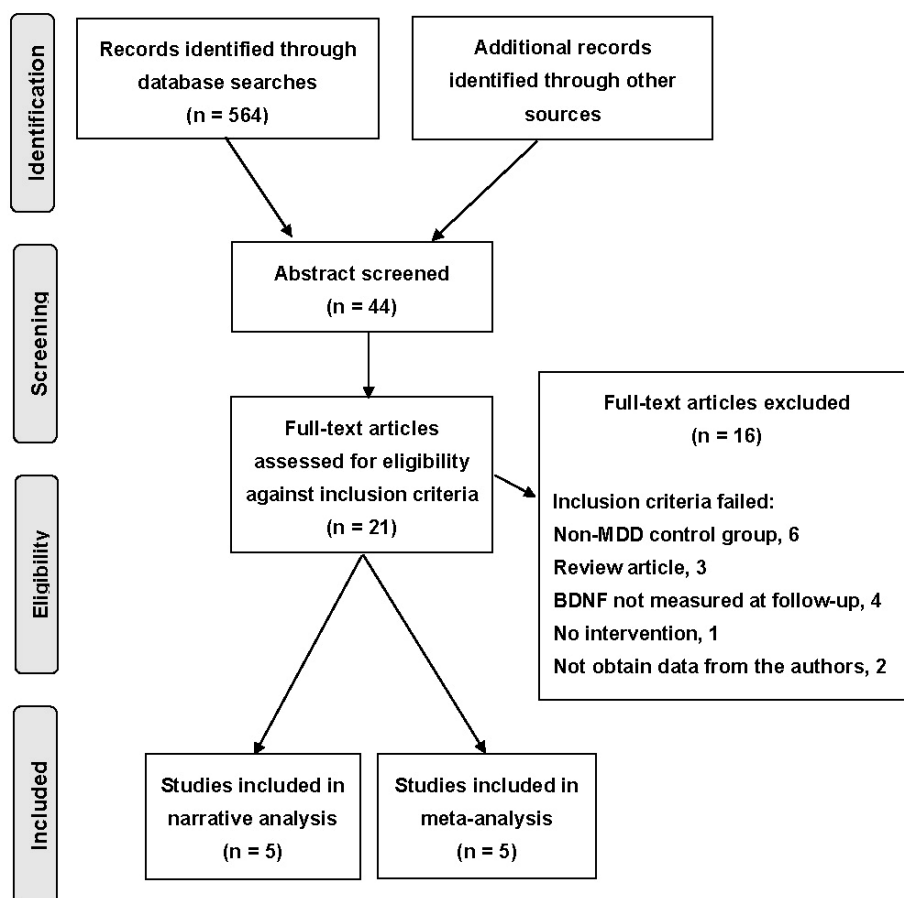 Identification
Records identified through
database searches
(n = 564)
Additional records
identified through other
sources
Screening
Abstract screened
(n = 44)
Full-text articles
assessed for eligibility
against inclusion criteria
(n = 21)
Eligibility
Full-text articles excluded
(n = 16)
Inclusion criteria failed:
Non-MDD control group, 6
Review article, 3
BDNF not measured at follow-up, 4
No intervention, 1
Not obtain data from the authors, 2
Included
Studies included in
narrative analysis
(n = 5)
Studies included in
meta-analysis
(n = 5)